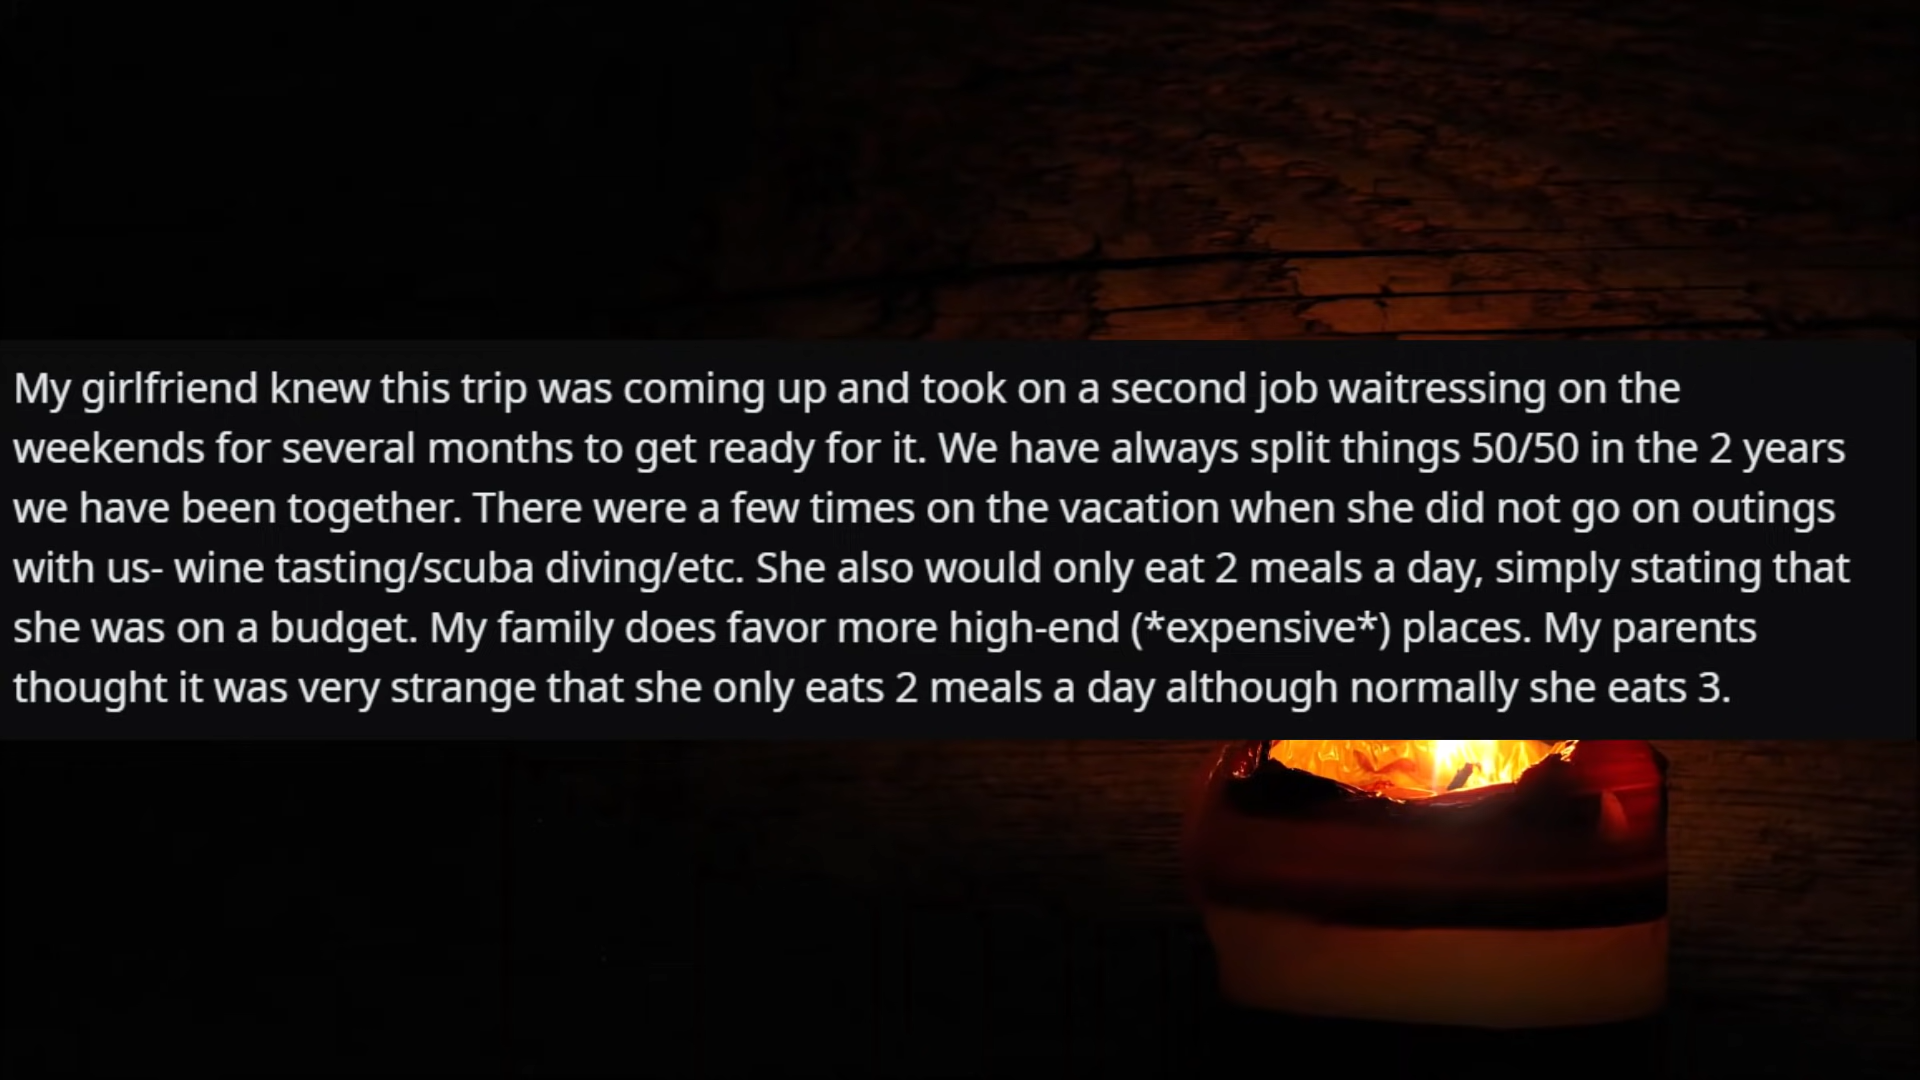 My girlfriend knew this trip was coming up and took on a second job waitressing on the
weekends for several months to get ready for it. We have always split things 50/50 in the 2 years
we have been together. There were a few times on the vacation when she did not go on outings
with us- wine tasting/scuba diving/etc. She also would only eat 2 meals a day, simply stating that
she was on a budget. My family does favor more high-end (*expensive*) places. My parents
thought it was very strange that she only eats 2 meals a day although normally she eats 3.